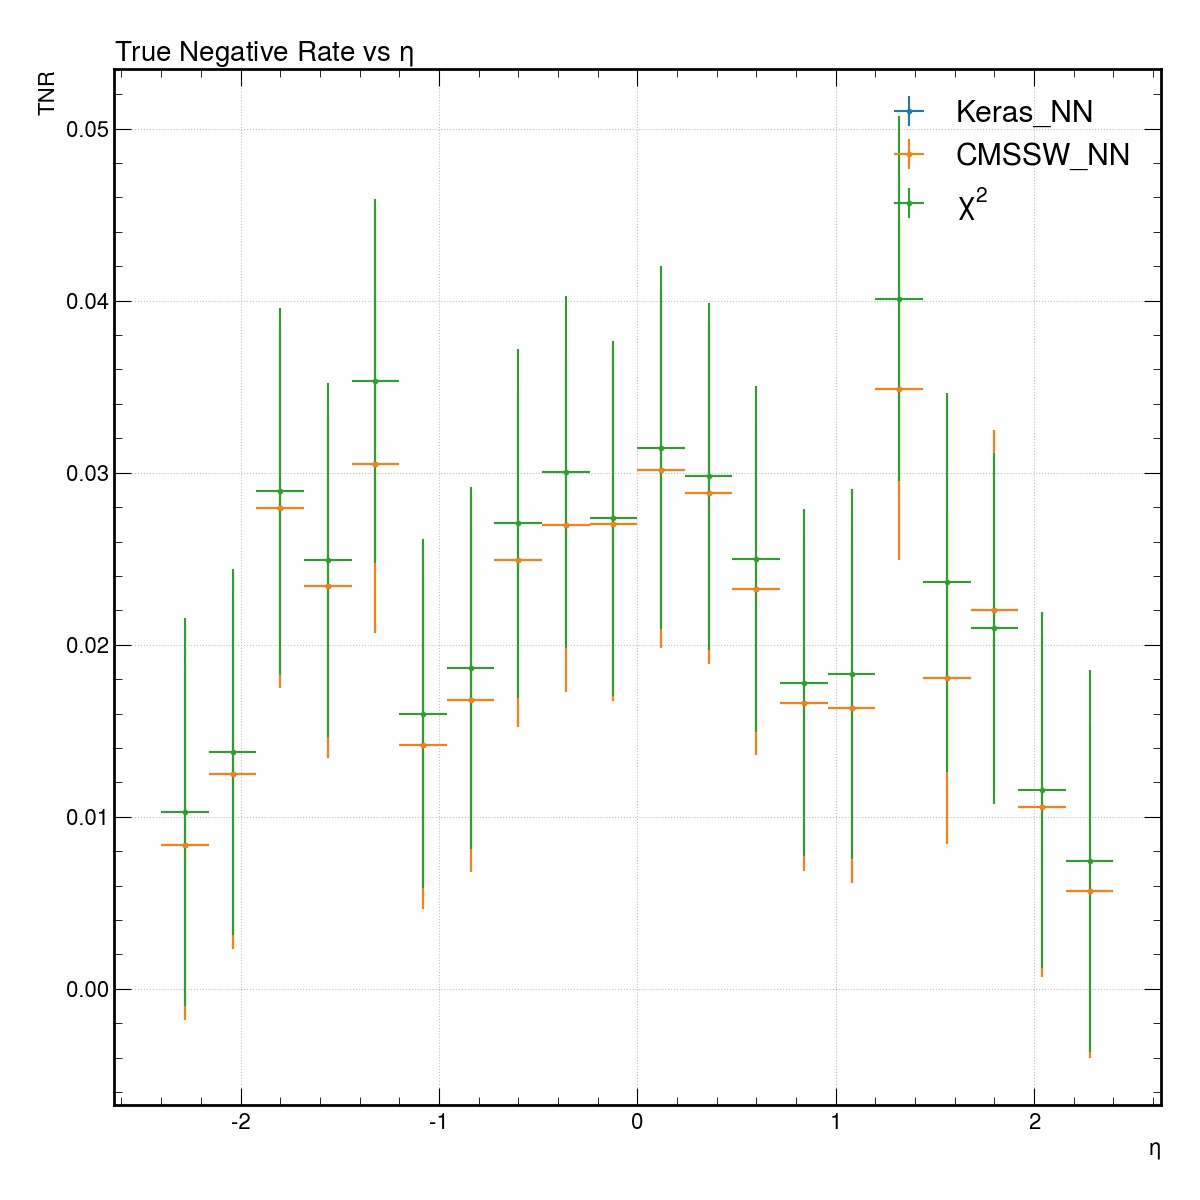 True Negative Rate vs η
TNR
Keras_NN
CMSSW_NN
χ²
0.05
0.04
0.03
0.02
0.01
0.00
-2 -1 0 1 2
η